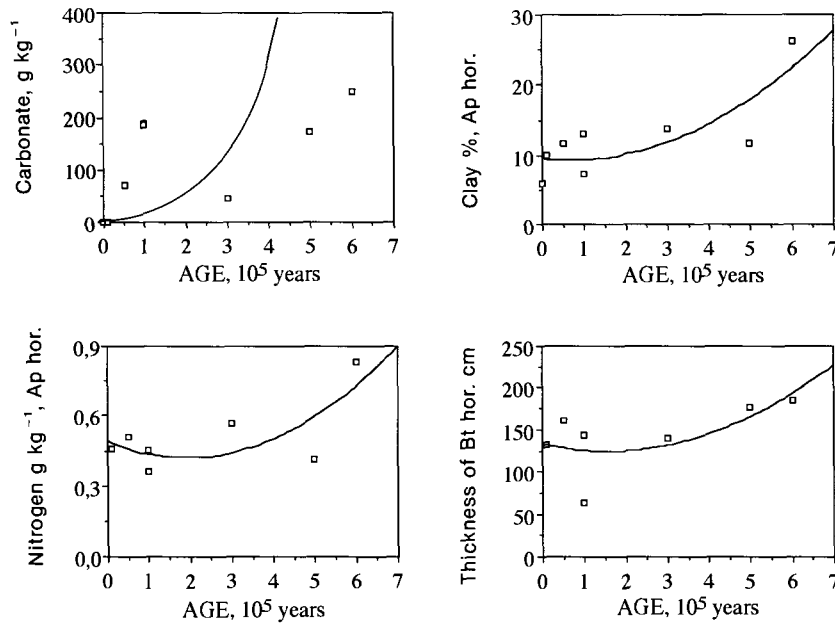 Carbonate, g kg⁻¹
400
300
200
100
0
0 1 2 3 4 5 6 7
AGE, 10⁵ years
Clay %, Ap hor.
30
20
10
0
0 1 2 3 4 5 6 7
AGE, 10⁵ years
Nitrogen g kg⁻¹, Ap hor.
0,9
0,6
0,3
0,0
0 1 2 3 4 5 6 7
AGE, 10⁵ years
Thickness of Bt hor. cm
250
200
150
100
50
0
0 1 2 3 4 5 6 7
AGE, 10⁵ years